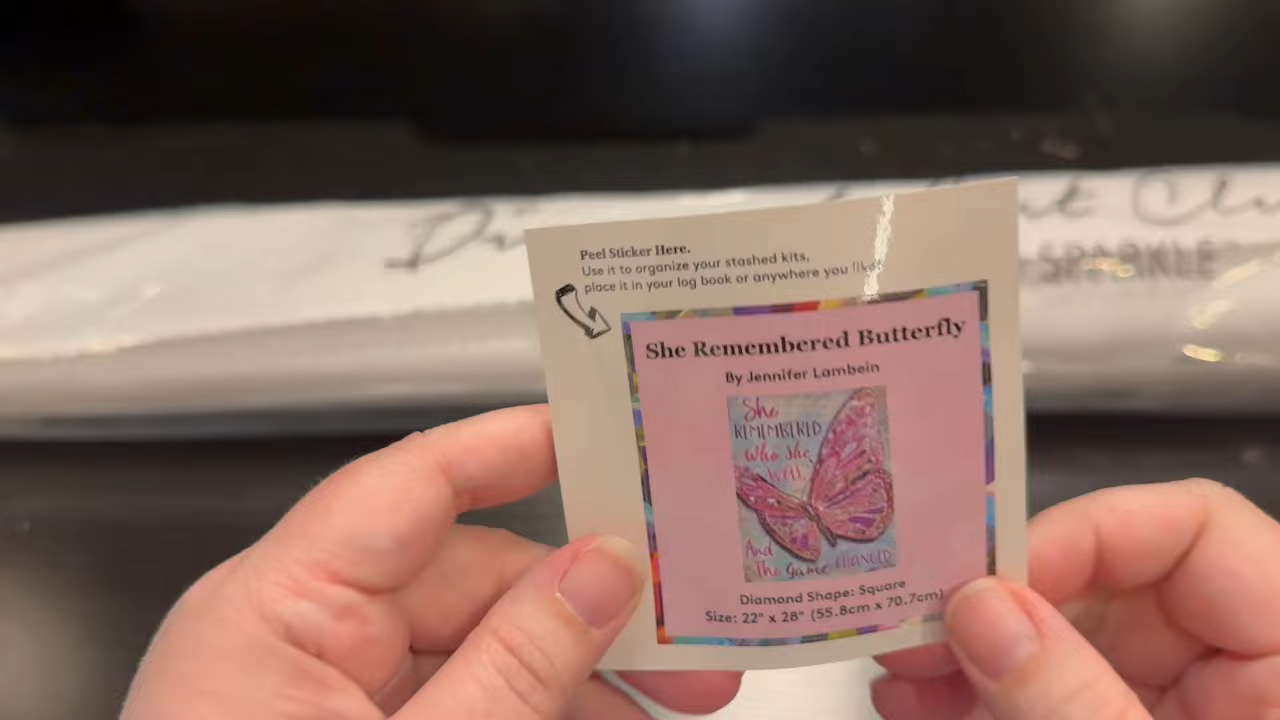 SPARKLE
Peel Sticker Here.
Use it to organize your stashed kits,
place it in your log book or anywhere you like!
She Remembered Butterfly
By Jennifer Lambein
She
REMEMBERED
Who She
WAS
And
The Game CHANGED
Diamond Shape: Square
Size: 22" x 28" (55.8cm x 70.7cm)